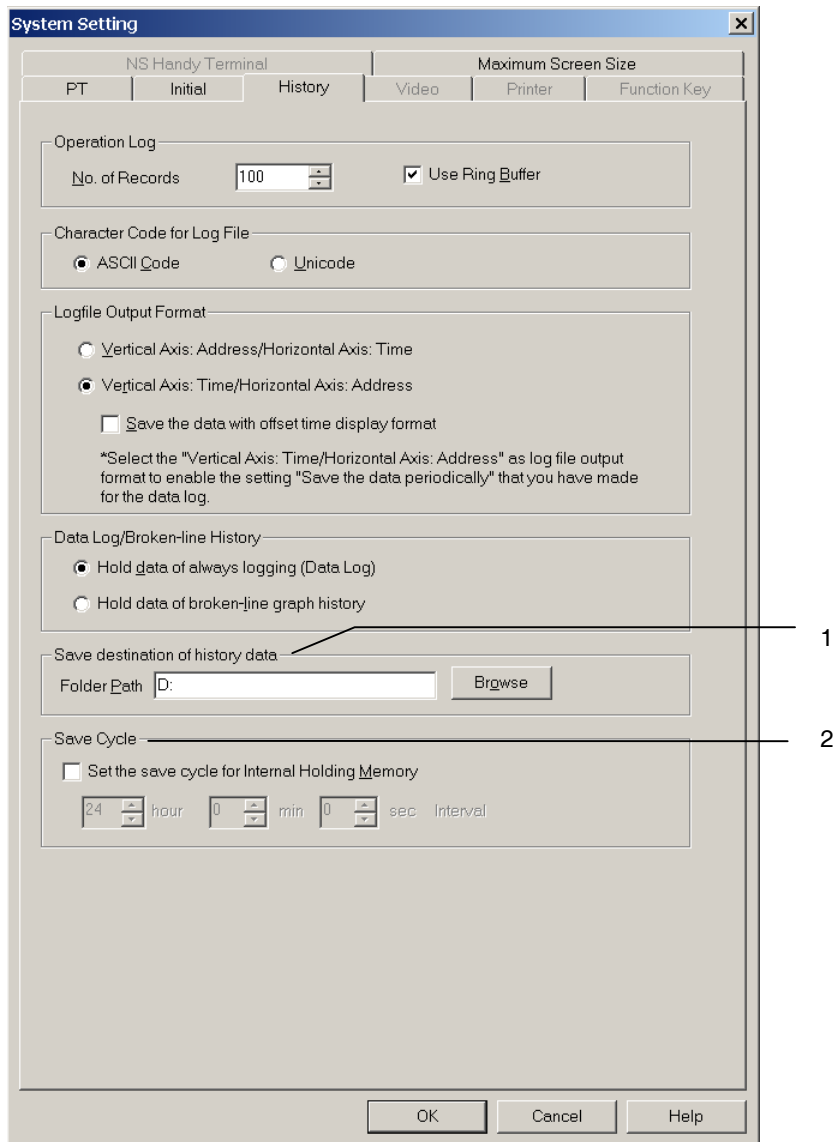 System Setting
NS Handy Terminal Maximum Screen Size
PT Initial History Video Printer Function Key
Operation Log
No. of Records 100 Use Ring Buffer
Character Code for Log File
ASCII Code Unicode
Logfile Output Format
Vertical Axis: Address/Horizontal Axis: Time
Vertical Axis: Time/Horizontal Axis: Address
Save the data with offset time display format
*Select the "Vertical Axis: Time/Horizontal Axis: Address" as log file output
format to enable the setting "Save the data periodically" that you have made
for the data log.
Data Log/Broken-line History
Hold data of always logging (Data Log)
Hold data of broken-line graph history
1
Save destination of history data
Folder Path D: Browse
2
Save Cycle
Set the save cycle for Internal Holding Memory
24 hour 0 min 0 sec Interval
OK Cancel Help